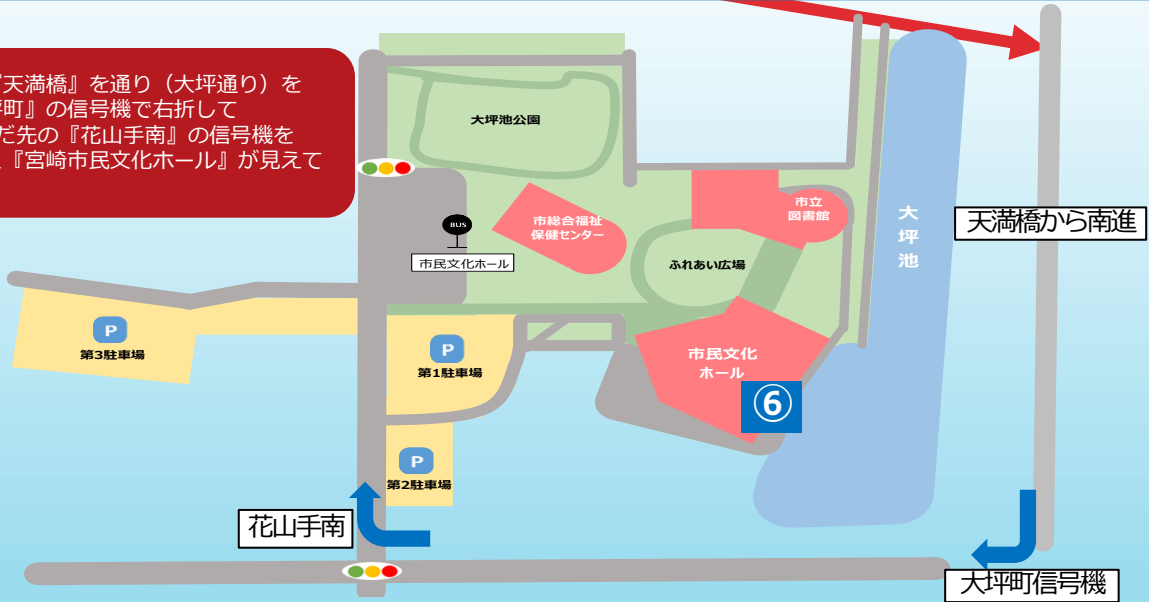 『天満橋』を通り（大坪通り）を
町』の信号機で右折して
だ先の『花山手南』の信号機を
『宮崎市民文化ホール』が見えて
大坪池公園
市立
図書館
市総合福祉
保健センター
大
坪
池
天満橋から南進
BUS
市民文化ホール
ふれあい広場
P
第3駐車場
P
第1駐車場
市民文化
ホール
⑥
P
第2駐車場
花山手南
大坪町信号機